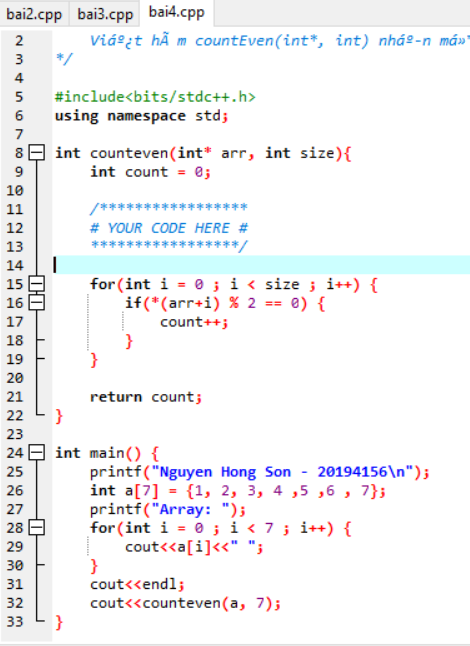 bai2.cpp bai3.cpp bai4.cpp
2 Viáº¿t hÃ m countEven(int*, int) nháº­n má»™
3 */
4
5 #include<bits/stdc++.h>
6 using namespace std;
7
8 int counteven(int* arr, int size){
9 int count = 0;
10
11 /*****************
12 # YOUR CODE HERE #
13 *****************/
14
15 for(int i = 0 ; i < size ; i++) {
16 if(*(arr+i) % 2 == 0) {
17 count++;
18 }
19 }
20
21 return count;
22 }
23
24 int main() {
25 printf("Nguyen Hong Son - 20194156\n");
26 int a[7] = {1, 2, 3, 4 ,5 ,6 , 7};
27 printf("Array: ");
28 for(int i = 0 ; i < 7 ; i++) {
29 cout<<a[i]<<" ";
30 }
31 cout<<endl;
32 cout<<counteven(a, 7);
33 }